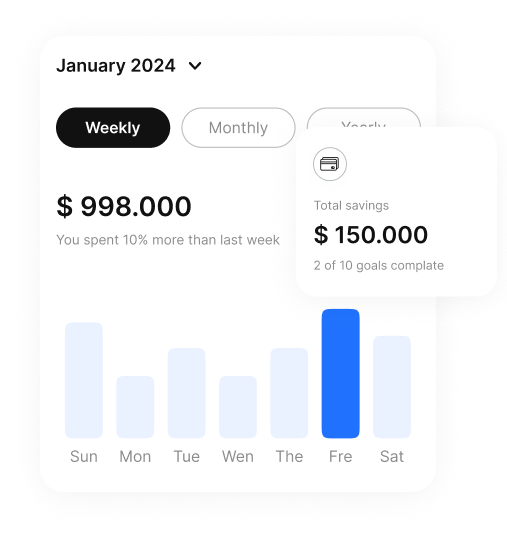 January 2024
Weekly
Monthly
Yearly
$ 998.000
You spent 10% more than last week
Total savings
$ 150.000
2 of 10 goals complate
Sun Mon Tue Wen The Fre Sat